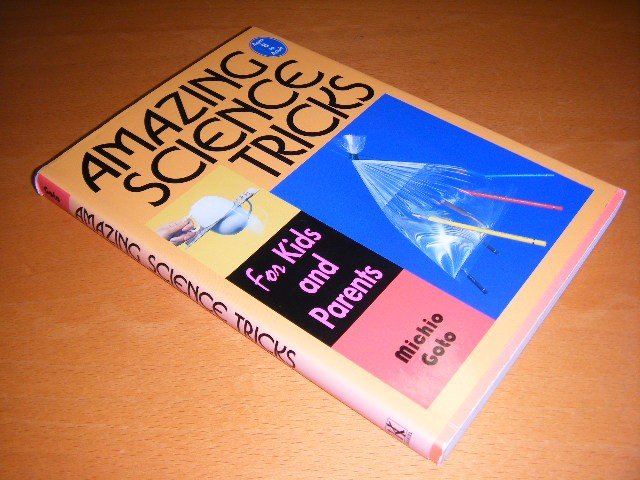 AMAZING
SCIENCE
TRICKS
For Kids
and
Parents
Michio
Goto
Goto
AMAZING SCIENCE TRICKS